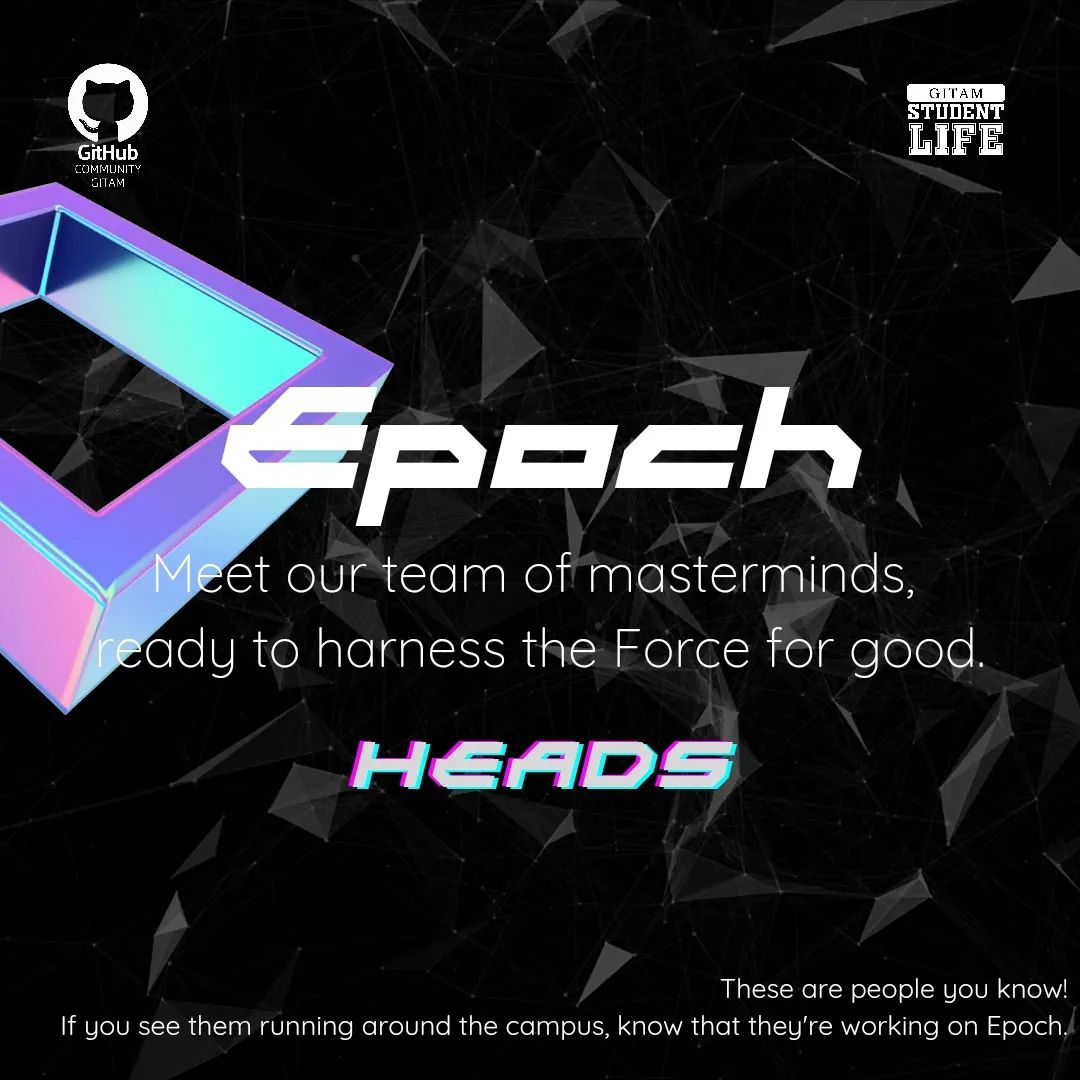 GitHub
COMMUNITY
GITAM
GITAM
STUDENT
LIFE
Epoch
Meet our team of masterminds,
ready to harness the Force for good.
HEADS
These are people you know!
If you see them running around the campus, know that they're working on Epoch.